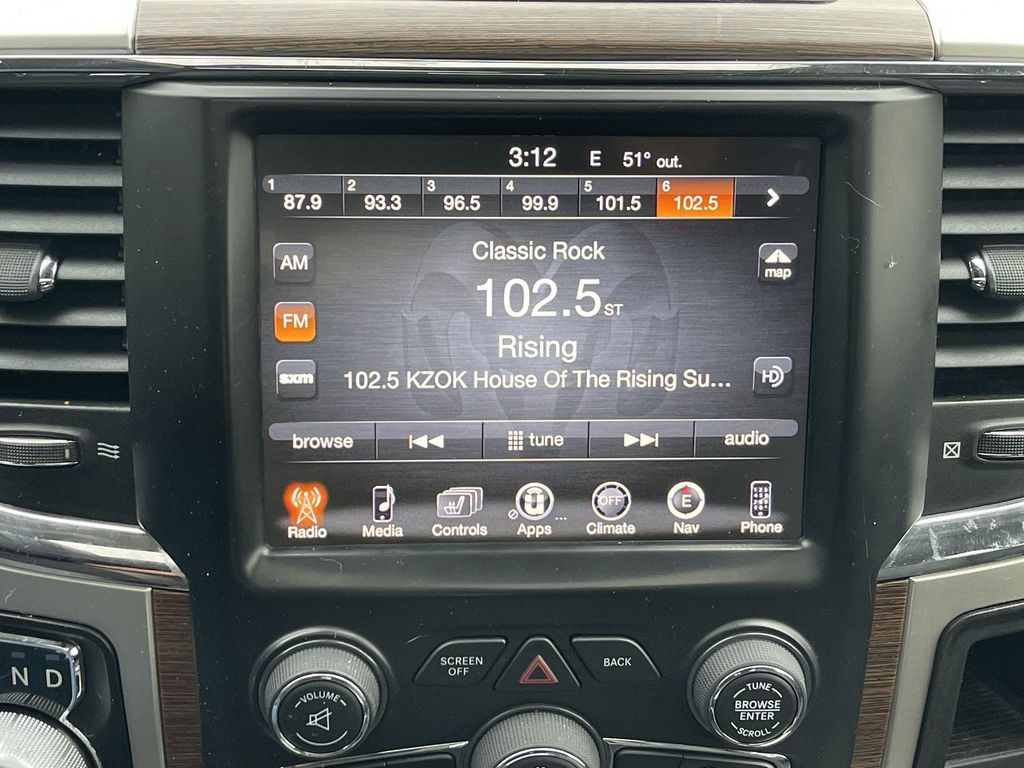 3:12 E 51° out.
1 87.9 2 93.3 3 96.5 4 99.9 5 101.5 6 102.5
AM Classic Rock map
102.5 ST
FM
Rising
sxm 102.5 KZOK House Of The Rising Su... HD
browse tune audio
OFF E
Radio Media Controls Apps ... Climate Nav Phone
N D
SCREEN OFF BACK
VOLUME
TUNE
BROWSE
ENTER
SCROLL